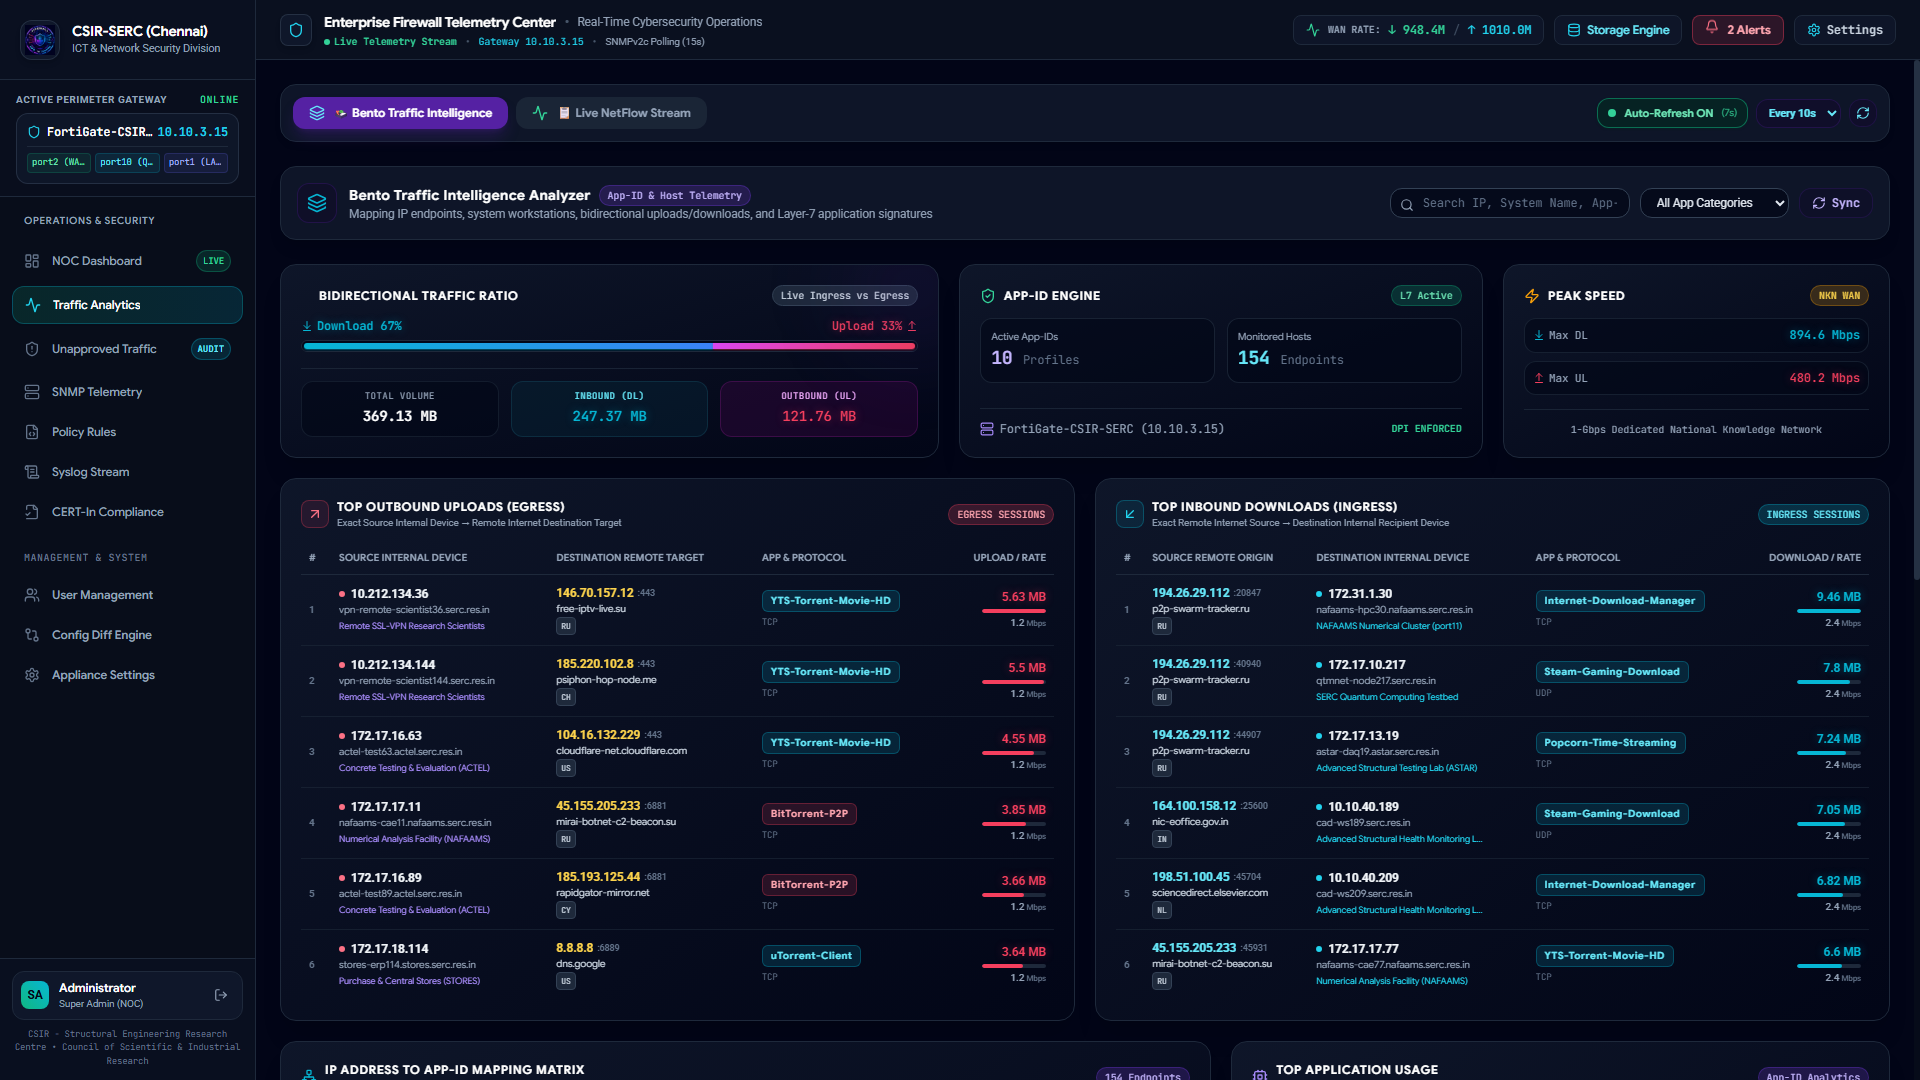 CSIR-SERC (Chennai)
ICT & Network Security Division
Enterprise Firewall Telemetry Center • Real-Time Cybersecurity Operations
Live Telemetry Stream • Gateway 10.10.3.15 • SNMPv2c Polling (15s)
WAN RATE: ↓ 948.4M / ↑ 1010.0M
Storage Engine
2 Alerts
Settings
ACTIVE PERIMETER GATEWAY ONLINE
FortiGate-CSIR… 10.10.3.15
port2 (WA… port10 (Q… port1 (LA…
OPERATIONS & SECURITY
NOC Dashboard LIVE
Traffic Analytics
Unapproved Traffic AUDIT
SNMP Telemetry
Policy Rules
Syslog Stream
CERT-In Compliance
MANAGEMENT & SYSTEM
User Management
Config Diff Engine
Appliance Settings
SA
Administrator
Super Admin (NOC)
CSIR - Structural Engineering Research
Centre • Council of Scientific & Industrial
Research
Bento Traffic Intelligence
Live NetFlow Stream
Auto-Refresh ON (7s)
Every 10s
Bento Traffic Intelligence Analyzer App-ID & Host Telemetry
Mapping IP endpoints, system workstations, bidirectional uploads/downloads, and Layer-7 application signatures
Search IP, System Name, App-
All App Categories
Sync
BIDIRECTIONAL TRAFFIC RATIO Live Ingress vs Egress
↓ Download 67% Upload 33% ↑
TOTAL VOLUME
369.13 MB
INBOUND (DL)
247.37 MB
OUTBOUND (UL)
121.76 MB
APP-ID ENGINE L7 Active
Active App-IDs
10 Profiles
Monitored Hosts
154 Endpoints
FortiGate-CSIR-SERC (10.10.3.15) DPI ENFORCED
PEAK SPEED NKN WAN
Max DL 894.6 Mbps
Max UL 480.2 Mbps
1-Gbps Dedicated National Knowledge Network
TOP OUTBOUND UPLOADS (EGRESS)
Exact Source Internal Device → Remote Internet Destination Target
EGRESS SESSIONS
# SOURCE INTERNAL DEVICE DESTINATION REMOTE TARGET APP & PROTOCOL UPLOAD / RATE
1
10.212.134.36
vpn-remote-scientist36.serc.res.in
Remote SSL-VPN Research Scientists
146.70.157.12 :443
free-iptv-live.su
RU
YTS-Torrent-Movie-HD
TCP
5.63 MB
1.2 Mbps
2
10.212.134.144
vpn-remote-scientist144.serc.res.in
Remote SSL-VPN Research Scientists
185.220.102.8 :443
psiphon-hop-node.me
CH
YTS-Torrent-Movie-HD
TCP
5.5 MB
1.2 Mbps
3
172.17.16.63
actel-test63.actel.serc.res.in
Concrete Testing & Evaluation (ACTEL)
104.16.132.229 :443
cloudflare-net.cloudflare.com
US
YTS-Torrent-Movie-HD
TCP
4.55 MB
1.2 Mbps
4
172.17.17.11
nafaams-cae11.nafaams.serc.res.in
Numerical Analysis Facility (NAFAAMS)
45.155.205.233 :6881
mirai-botnet-c2-beacon.su
RU
BitTorrent-P2P
TCP
3.85 MB
1.2 Mbps
5
172.17.16.89
actel-test89.actel.serc.res.in
Concrete Testing & Evaluation (ACTEL)
185.193.125.44 :6881
rapidgator-mirror.net
CY
BitTorrent-P2P
TCP
3.66 MB
1.2 Mbps
6
172.17.18.114
stores-erp114.stores.serc.res.in
Purchase & Central Stores (STORES)
8.8.8.8 :6889
dns.google
US
uTorrent-Client
TCP
3.64 MB
1.2 Mbps
TOP INBOUND DOWNLOADS (INGRESS)
Exact Remote Internet Source → Destination Internal Recipient Device
INGRESS SESSIONS
# SOURCE REMOTE ORIGIN DESTINATION INTERNAL DEVICE APP & PROTOCOL DOWNLOAD / RATE
1
194.26.29.112 :20847
p2p-swarm-tracker.ru
RU
172.31.1.30
nafaams-hpc30.nafaams.serc.res.in
NAFAAMS Numerical Cluster (port11)
Internet-Download-Manager
TCP
9.46 MB
2.4 Mbps
2
194.26.29.112 :40940
p2p-swarm-tracker.ru
RU
172.17.10.217
qtmnet-node217.serc.res.in
SERC Quantum Computing Testbed
Steam-Gaming-Download
UDP
7.8 MB
2.4 Mbps
3
194.26.29.112 :44907
p2p-swarm-tracker.ru
RU
172.17.13.19
astar-daq19.astar.serc.res.in
Advanced Structural Testing Lab (ASTAR)
Popcorn-Time-Streaming
TCP
7.24 MB
2.4 Mbps
4
164.100.158.12 :25600
nic-eoffice.gov.in
IN
10.10.40.189
cad-ws189.serc.res.in
Advanced Structural Health Monitoring L…
Steam-Gaming-Download
UDP
7.05 MB
2.4 Mbps
5
198.51.100.45 :45704
sciencedirect.elsevier.com
NL
10.10.40.209
cad-ws209.serc.res.in
Advanced Structural Health Monitoring L…
Internet-Download-Manager
TCP
6.82 MB
2.4 Mbps
6
45.155.205.233 :45931
mirai-botnet-c2-beacon.su
RU
172.17.17.77
nafaams-cae77.nafaams.serc.res.in
Numerical Analysis Facility (NAFAAMS)
YTS-Torrent-Movie-HD
TCP
6.6 MB
2.4 Mbps
IP ADDRESS TO APP-ID MAPPING MATRIX 154 Endpoints
TOP APPLICATION USAGE App-ID Analytics